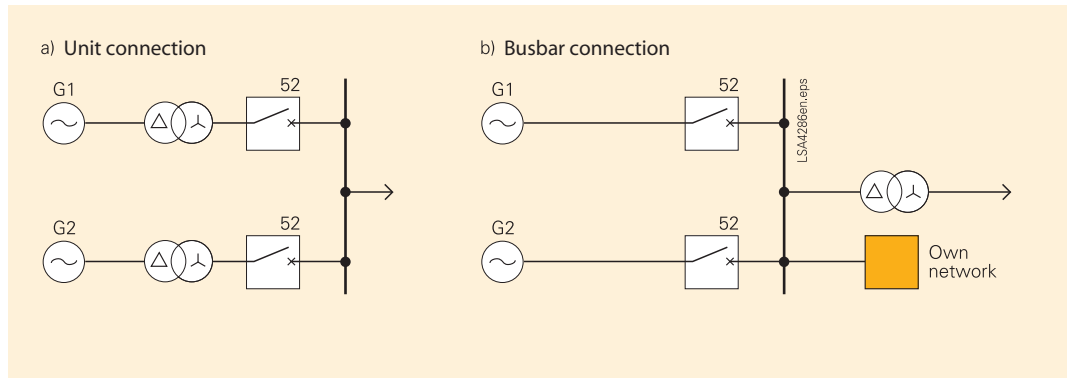 a) Unit connection
G1
52
G2
52
b) Busbar connection
G1
52
LSA4286en.eps
G2
52
Own
network